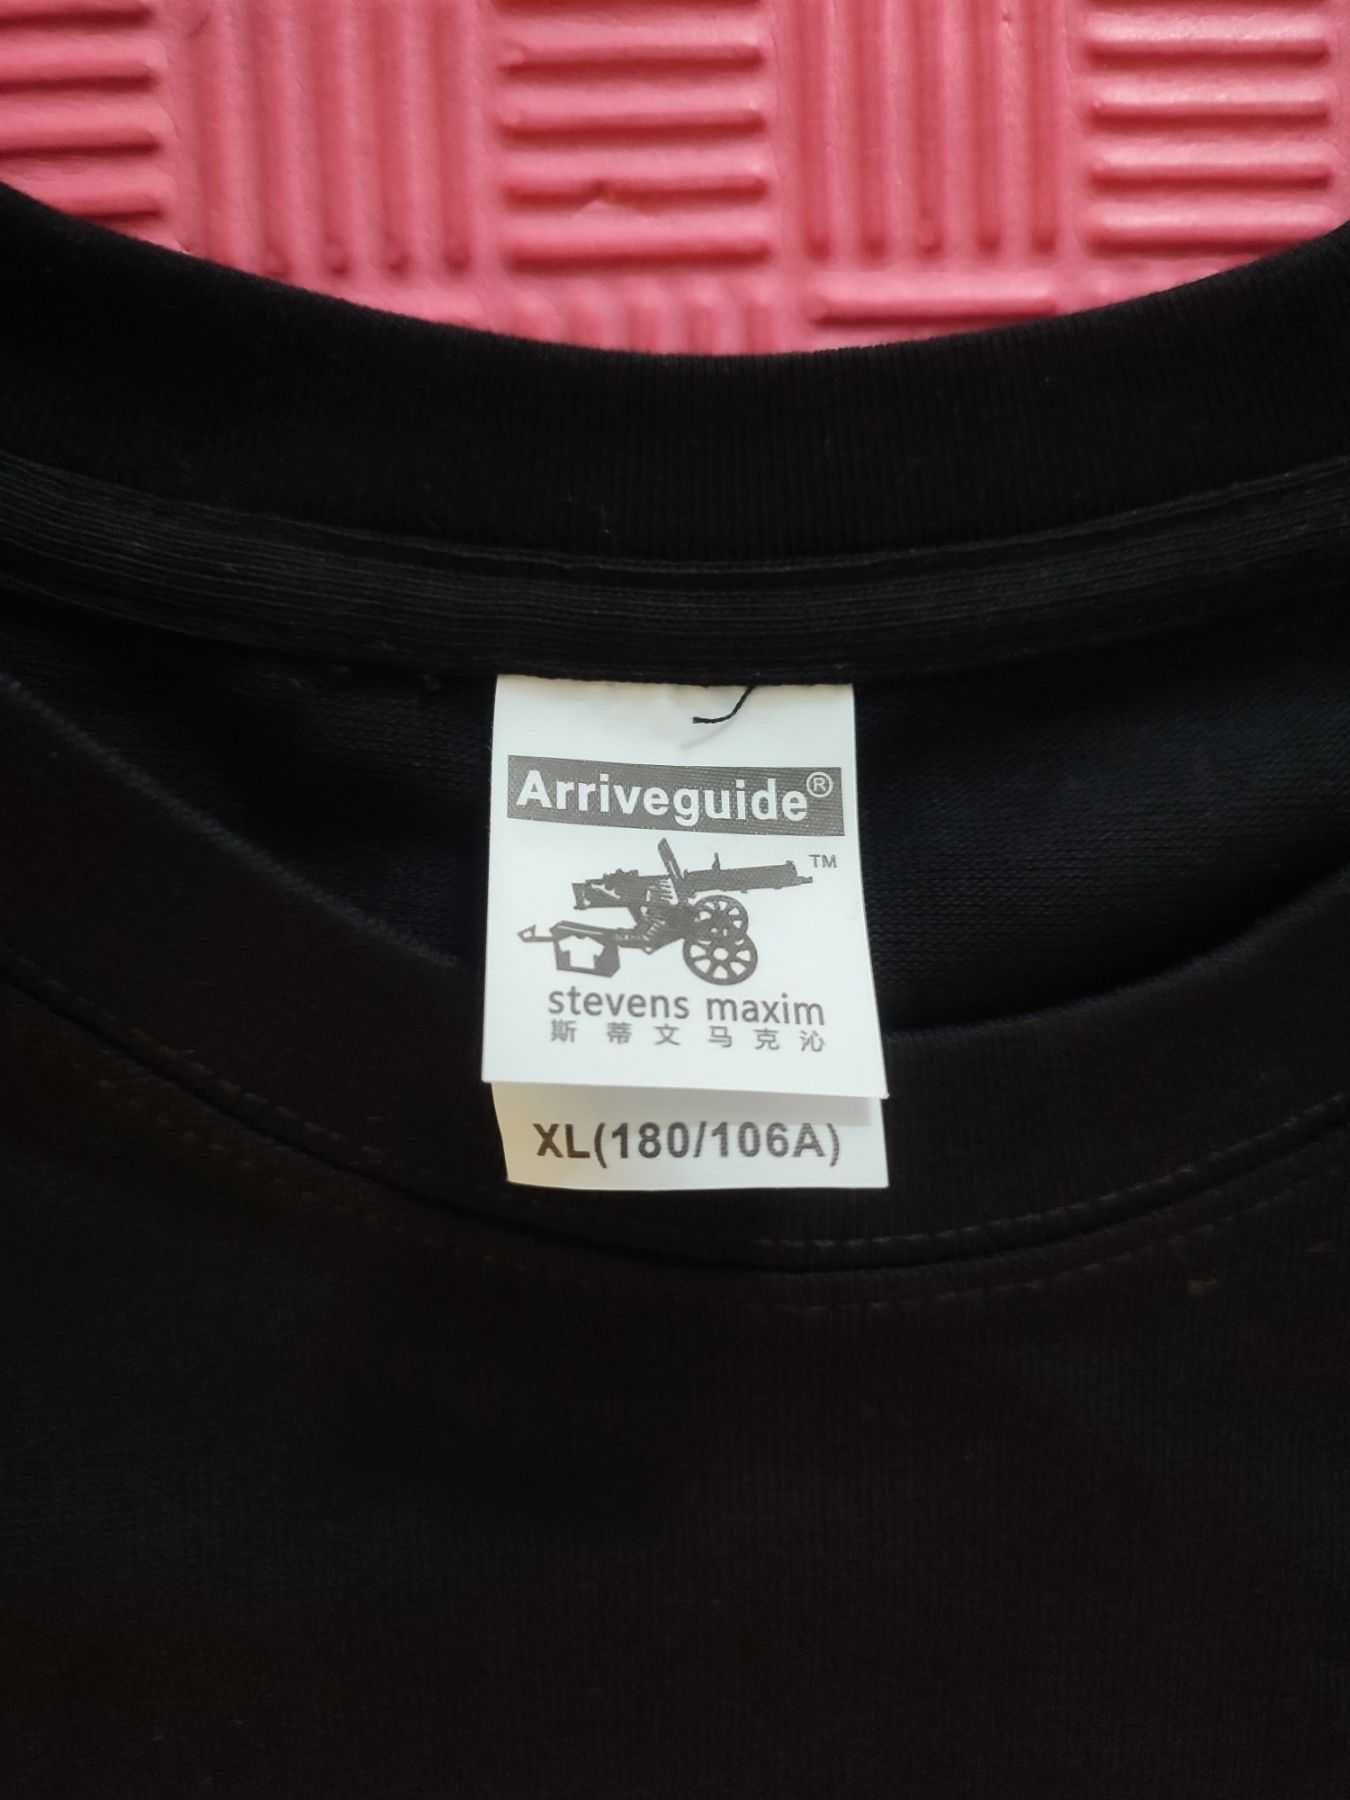 Arriveguide®
™
stevens maxim
斯蒂文马克沁
XL(180/106A)